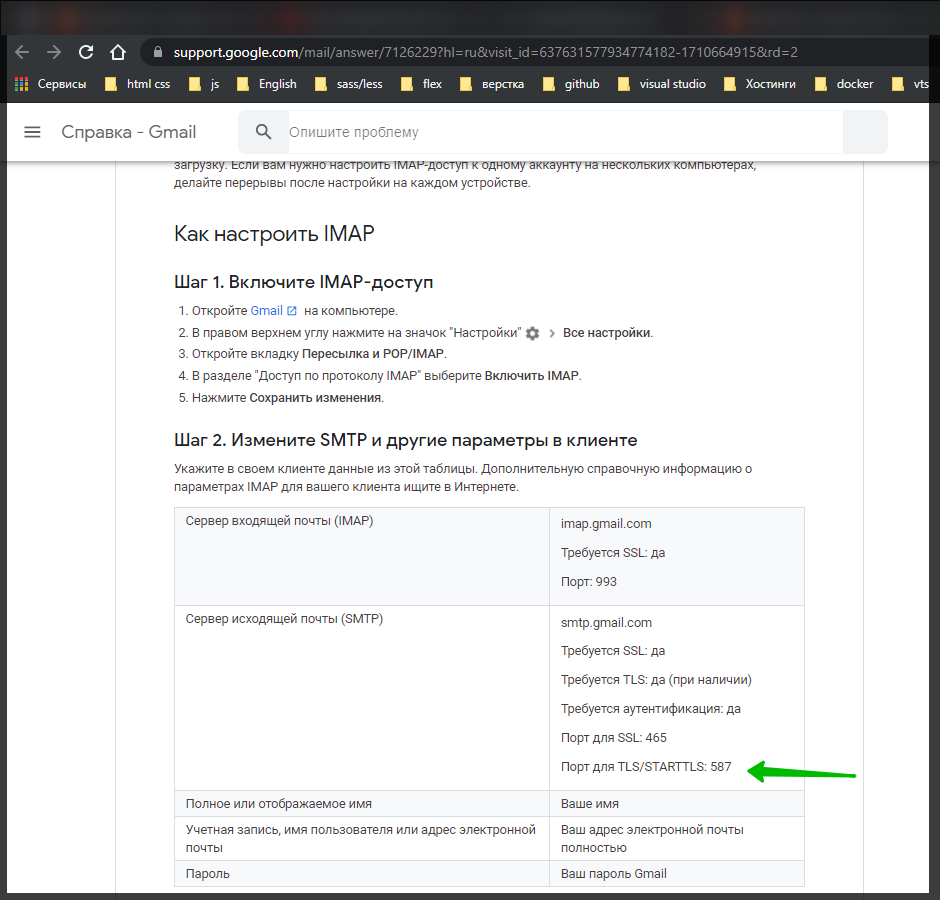 support.google.com/mail/answer/7126229?hl=ru&visit_id=637631577934774182-1710664915&rd=2
Сервисы html css js English sass/less flex верстка github visual studio Хостинги docker vts
Справка - Gmail Опишите проблему
загрузку. Если вам нужно настроить IMAP-доступ к одному аккаунту на нескольких компьютерах,
делайте перерывы после настройки на каждом устройстве.
Как настроить IMAP
Шаг 1. Включите IMAP-доступ
1. Откройте Gmail на компьютере.
2. В правом верхнем углу нажмите на значок "Настройки" > Все настройки.
3. Откройте вкладку Пересылка и POP/IMAP.
4. В разделе "Доступ по протоколу IMAP" выберите Включить IMAP.
5. Нажмите Сохранить изменения.
Шаг 2. Измените SMTP и другие параметры в клиенте
Укажите в своем клиенте данные из этой таблицы. Дополнительную справочную информацию о
параметрах IMAP для вашего клиента ищите в Интернете.
Сервер входящей почты (IMAP)
imap.gmail.com
Требуется SSL: да
Порт: 993
Сервер исходящей почты (SMTP)
smtp.gmail.com
Требуется SSL: да
Требуется TLS: да (при наличии)
Требуется аутентификация: да
Порт для SSL: 465
Порт для TLS/STARTTLS: 587
Полное или отображаемое имя
Ваше имя
Учетная запись, имя пользователя или адрес электронной
почты
Ваш адрес электронной почты
полностью
Пароль
Ваш пароль Gmail